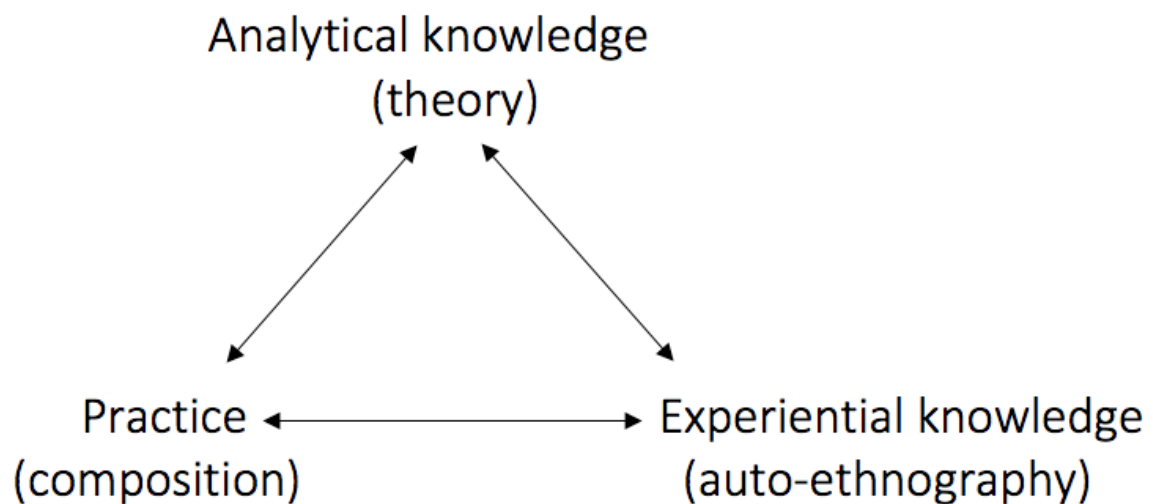 Analytical knowledge
(theory)
Practice
(composition)
Experiential knowledge
(auto-ethnography)